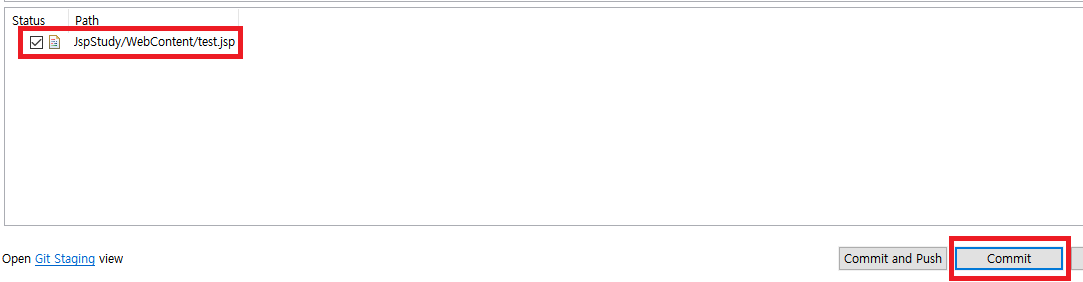 Status Path
JspStudy/WebContent/test.jsp
Open Git Staging view Commit and Push Commit